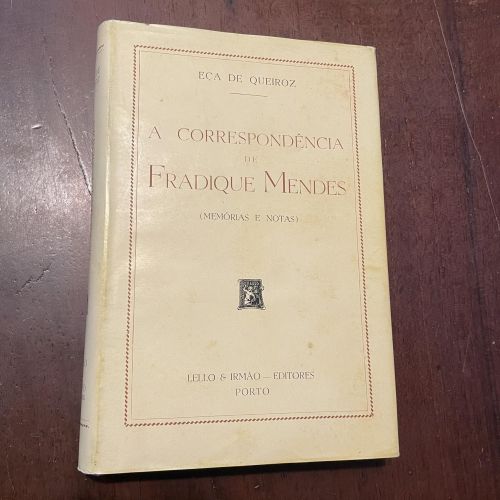 EÇA DE QUEIROZ
A CORRESPONDÊNCIA
DE
FRADIQUE MENDES
(MEMÓRIAS E NOTAS)
LELLO & IRMÃO — EDITORES
PORTO